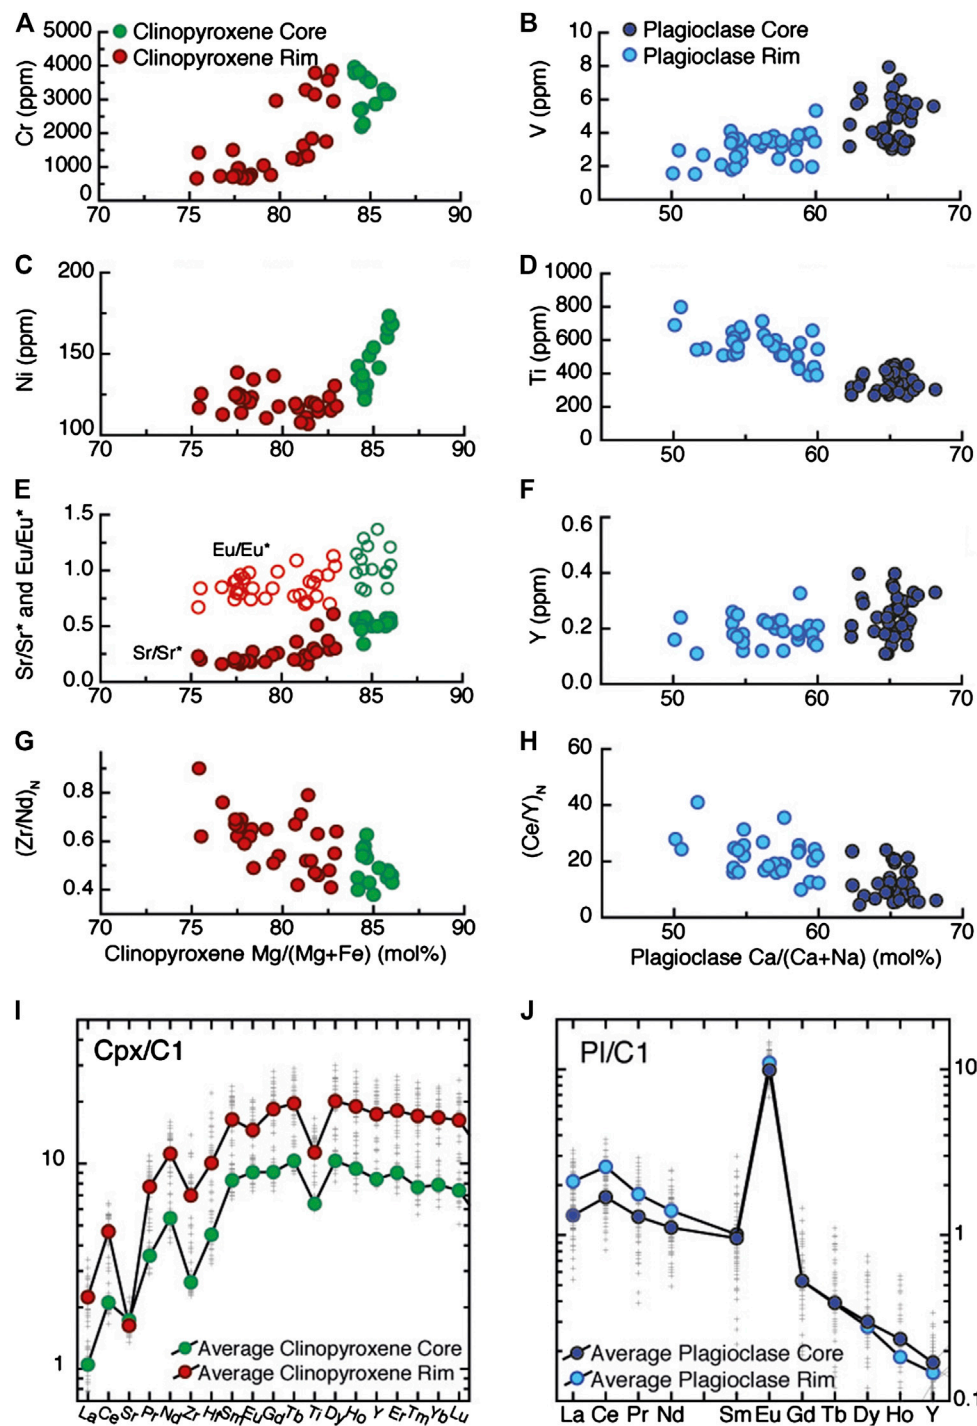 A
Cr (ppm)
5000
4000
3000
2000
1000
0
Clinopyroxene Core
Clinopyroxene Rim
70 75 80 85 90
B
V (ppm)
10
8
6
4
2
0
Plagioclase Core
Plagioclase Rim
50 60 70
C
Ni (ppm)
200
150
100
70 75 80 85 90
D
Ti (ppm)
1000
800
600
400
200
0
50 60 70
E
Sr/Sr* and Eu/Eu*
1.5
1.0
0.5
0.0
Eu/Eu*
Sr/Sr*
70 75 80 85 90
F
Y (ppm)
0.6
0.4
0.2
0.0
50 60 70
G
(Zr/Nd)N
0.8
0.6
0.4
70 75 80 85 90
Clinopyroxene Mg/(Mg+Fe) (mol%)
H
(Ce/Y)N
60
40
20
0
50 60 70
Plagioclase Ca/(Ca+Na) (mol%)
I
Cpx/C1
10
1
Average Clinopyroxene Core
Average Clinopyroxene Rim
La Ce Sr Pr Nd Zr Hf Sm Eu Gd Tb Ti Dy Ho Y Er Tm Yb Lu
J
Pl/C1
10
1
0.1
Average Plagioclase Core
Average Plagioclase Rim
La Ce Pr Nd Sm Eu Gd Tb Dy Ho Y